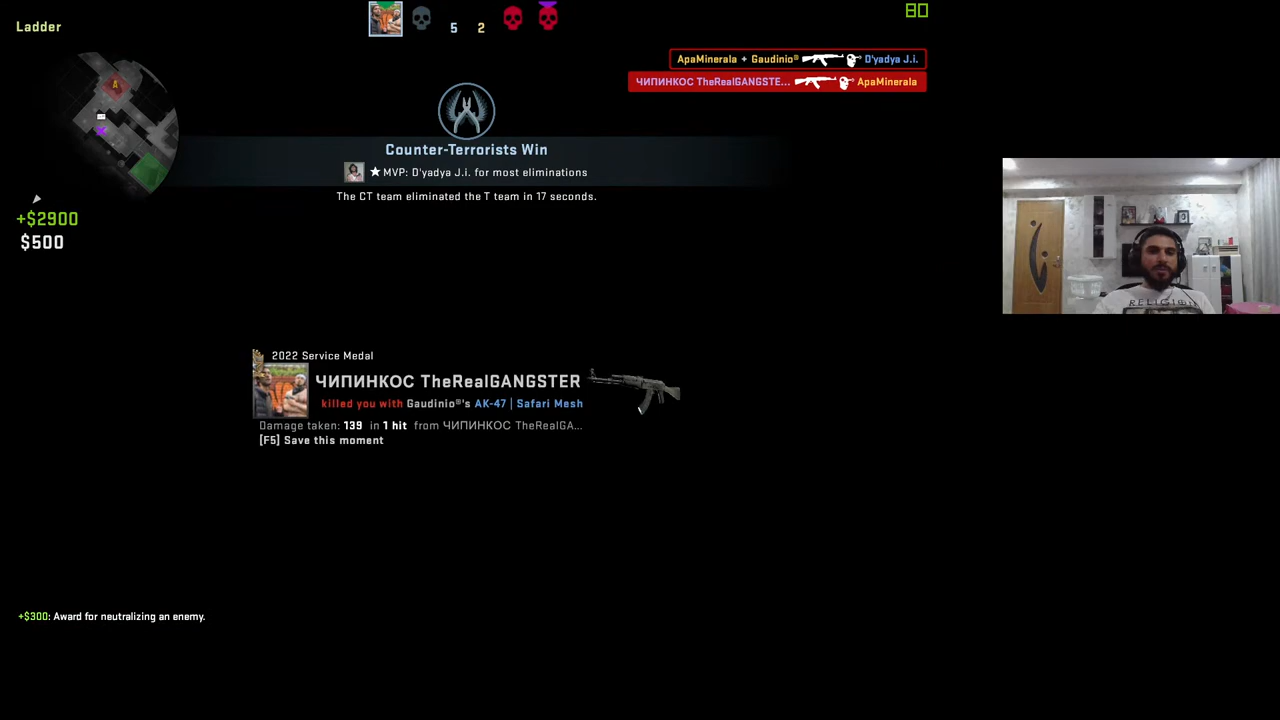 Ladder
5 2
80
ApaMinerala + Gaudinio® D'yadya J.i.
ЧИПИНКОС TheRealGANGSTE... ApaMinerala
A
Counter-Terrorists Win
★ MVP: D'yadya J.i. for most eliminations
The CT team eliminated the T team in 17 seconds.
+$2900
$500
RELIGION
2022 Service Medal
ЧИПИНКОС TheRealGANGSTER
killed you with Gaudinio®'s AK-47 | Safari Mesh
Damage taken: 139 in 1 hit from ЧИПИНКОС TheRealGA...
[F5] Save this moment
+$300: Award for neutralizing an enemy.